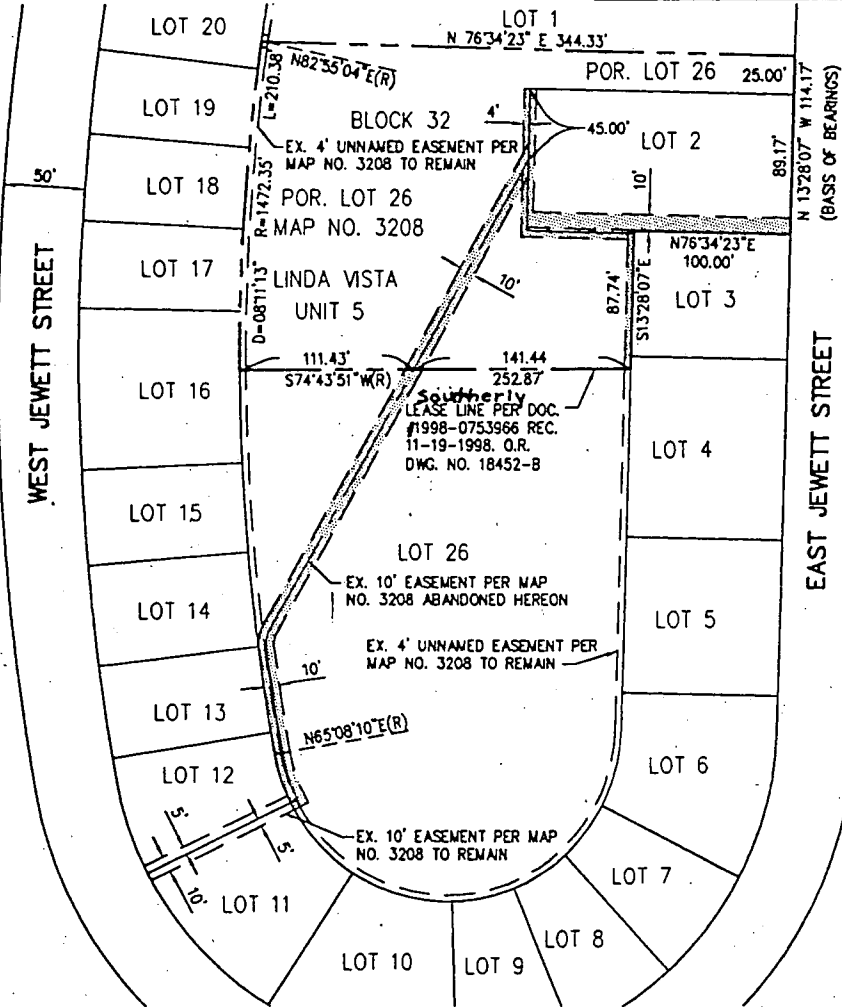 LOT 1
N 76°34'23" E 344.33'
LOT 20
N82°55'04"E(R)
POR. LOT 26
25.00'
L=210.38
LOT 19
BLOCK 32
4'
45.00'
LOT 2
89.17'
N 13°28'07" W 114.17'
(BASIS OF BEARINGS)
EX. 4' UNNAMED EASEMENT PER
MAP NO. 3208 TO REMAIN
50'
LOT 18
R=1472.35'
POR. LOT 26
MAP NO. 3208
10'
N76°34'23"E
100.00'
LOT 17
D=08°11'13"
LINDA VISTA
UNIT 5
10'
87.74'
S13°28'07"E
LOT 3
WEST JEWETT STREET
111.43'
S74°43'51"W(R)
141.44
252.87'
LOT 16
Southerly
LEASE LINE PER DOC.
#1998-0753966 REC.
11-19-1998. O.R.
DWG. NO. 18452-B
LOT 4
EAST JEWETT STREET
LOT 15
LOT 26
EX. 10' EASEMENT PER MAP
NO. 3208 ABANDONED HEREON
LOT 14
LOT 5
EX. 4' UNNAMED EASEMENT PER
MAP NO. 3208 TO REMAIN
10'
LOT 13
N65°08'10"E(R)
LOT 12
LOT 6
5'
5'
10'
EX. 10' EASEMENT PER MAP
NO. 3208 TO REMAIN
LOT 11
LOT 7
LOT 10
LOT 9
LOT 8